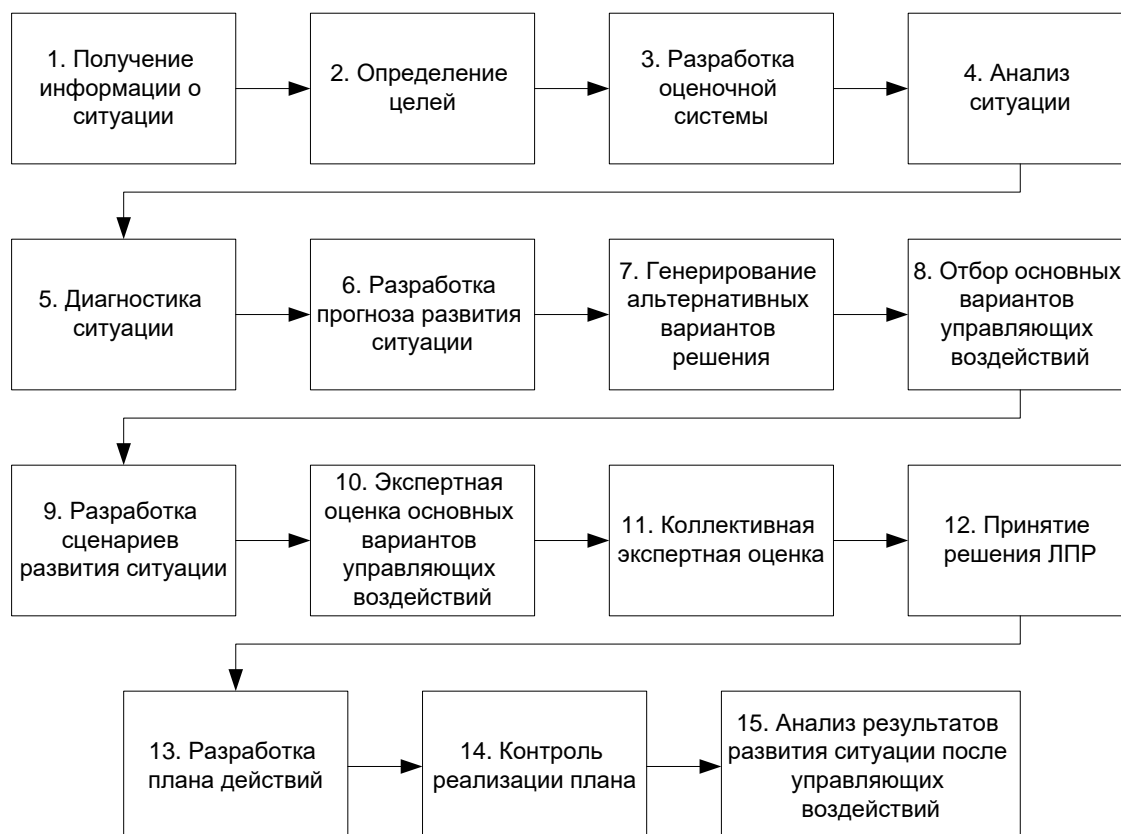 1. Получение
информации о
ситуации
2. Определение
целей
3. Разработка
оценочной
системы
4. Анализ
ситуации
5. Диагностика
ситуации
6. Разработка
прогноза развития
ситуации
7. Генерирование
альтернативных
вариантов
решения
8. Отбор основных
вариантов
управляющих
воздействий
9. Разработка
сценариев
развития ситуации
10. Экспертная
оценка основных
вариантов
управляющих
воздействий
11. Коллективная
экспертная оценка
12. Принятие
решения ЛПР
13. Разработка
плана действий
14. Контроль
реализации плана
15. Анализ результатов
развития ситуации после
управляющих
воздействий